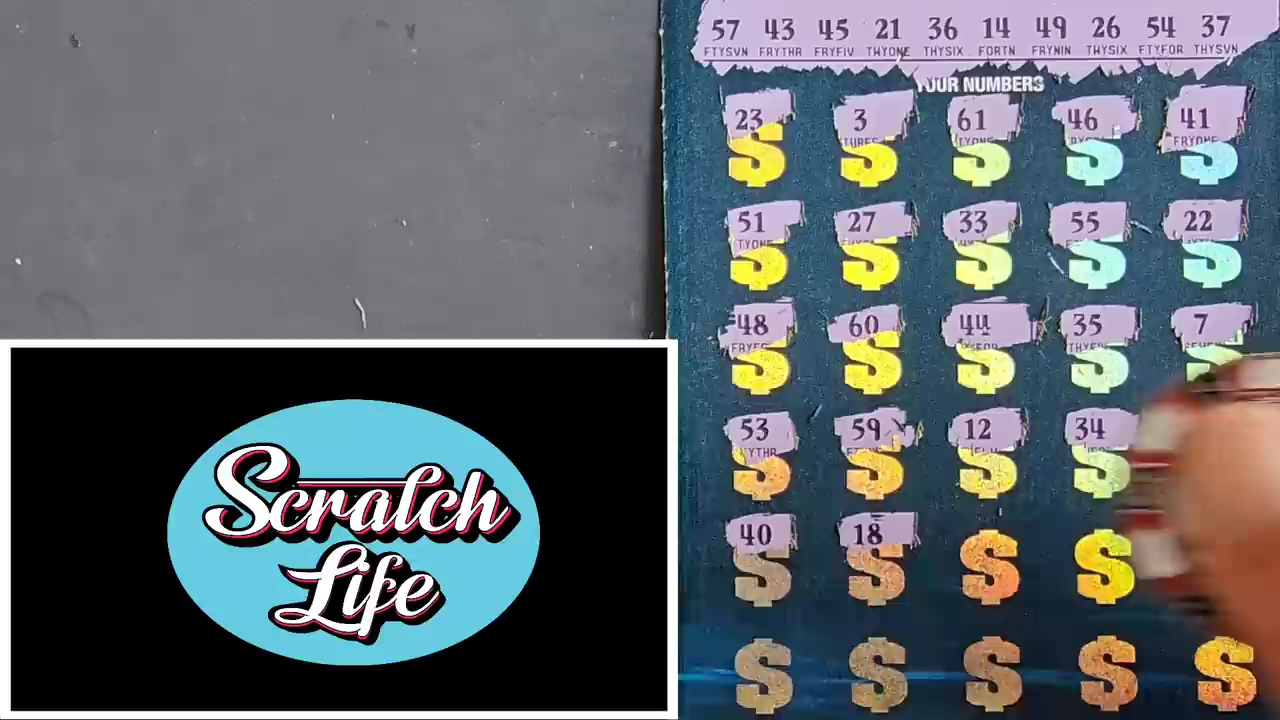 57 43 45 21 36 14 49 26 54 37
FTYSVN FRYTHR FRYFIV TWYONE THYSIX FORTN FRYNIN TWYSIX FTYFOR THYSVN
YOUR NUMBERS
23 3 61 46 41
51 27 33 55 22
48 60 44 35 7
53 59 12 34
40 18
Scratch
Life